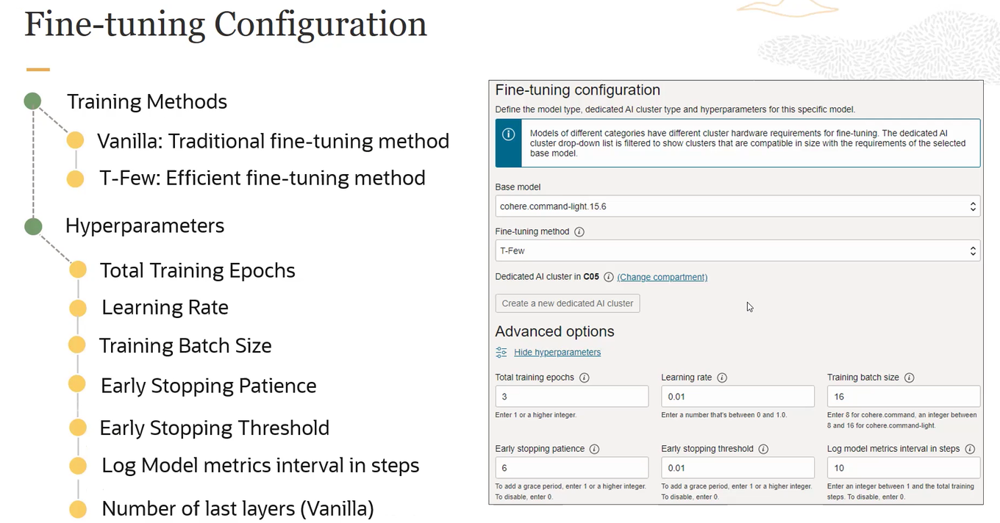 Fine-tuning Configuration
Training Methods
Vanilla: Traditional fine-tuning method
T-Few: Efficient fine-tuning method
Hyperparameters
Total Training Epochs
Learning Rate
Training Batch Size
Early Stopping Patience
Early Stopping Threshold
Log Model metrics interval in steps
Number of last layers (Vanilla)
Fine-tuning configuration
Define the model type, dedicated AI cluster type and hyperparameters for this specific model.
Models of different categories have different cluster hardware requirements for fine-tuning. The dedicated AI
cluster drop-down list is filtered to show clusters that are compatible in size with the requirements of the selected
base model.
Base model
cohere.command-light.15.6
Fine-tuning method
T-Few
Dedicated AI cluster in C05 (Change compartment)
Create a new dedicated AI cluster
Advanced options
Hide hyperparameters
Total training epochs
3
Enter 1 or a higher integer.
Learning rate
0.01
Enter a number that's between 0 and 1.0.
Training batch size
16
Enter 8 for cohere.command, an integer between
8 and 16 for cohere.command-light.
Early stopping patience
6
To add a grace period, enter 1 or a higher integer.
To disable, enter 0.
Early stopping threshold
0.01
To add a grace period, enter 1 or a higher integer.
To disable, enter 0.
Log model metrics interval in steps
10
Enter an integer between 1 and the total training
steps. To disable, enter 0.